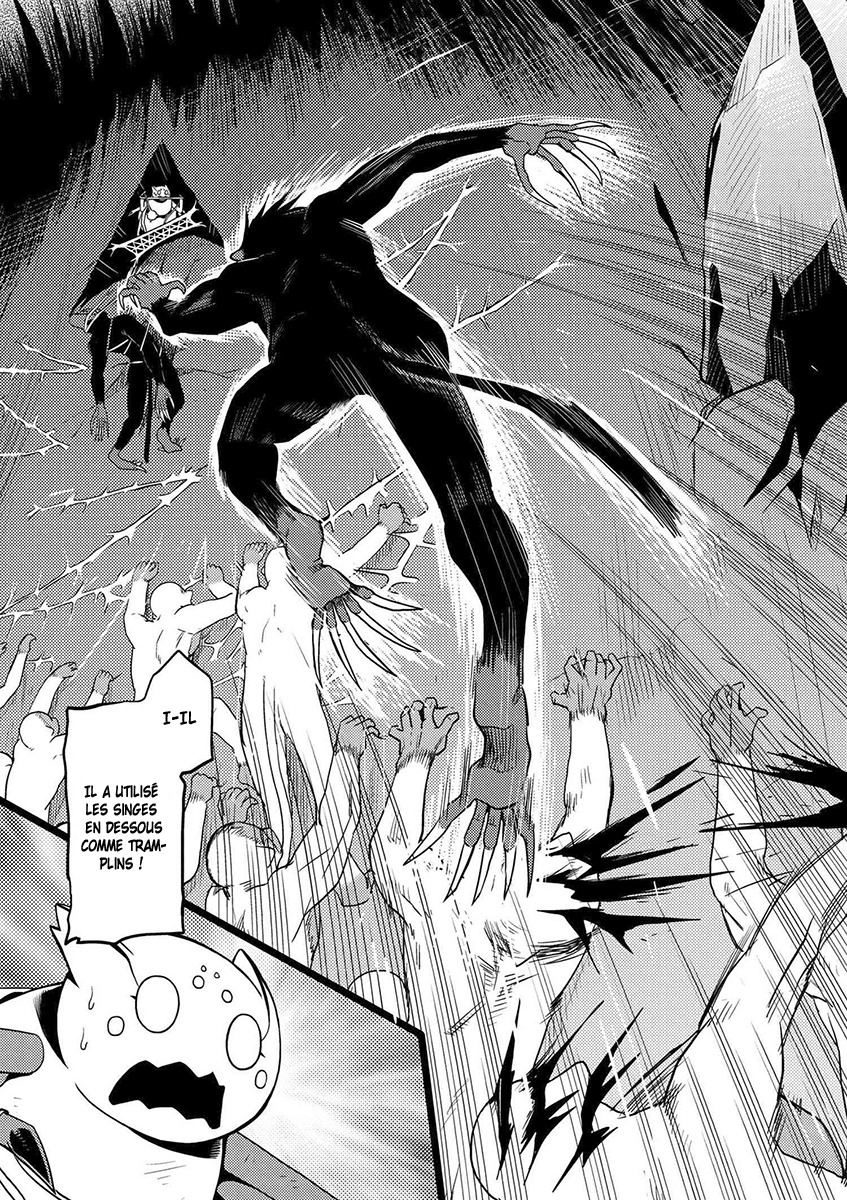 I-IL
IL A UTILISÉ
LES SINGES
EN DESSOUS
COMME TRAM-
PLINS !